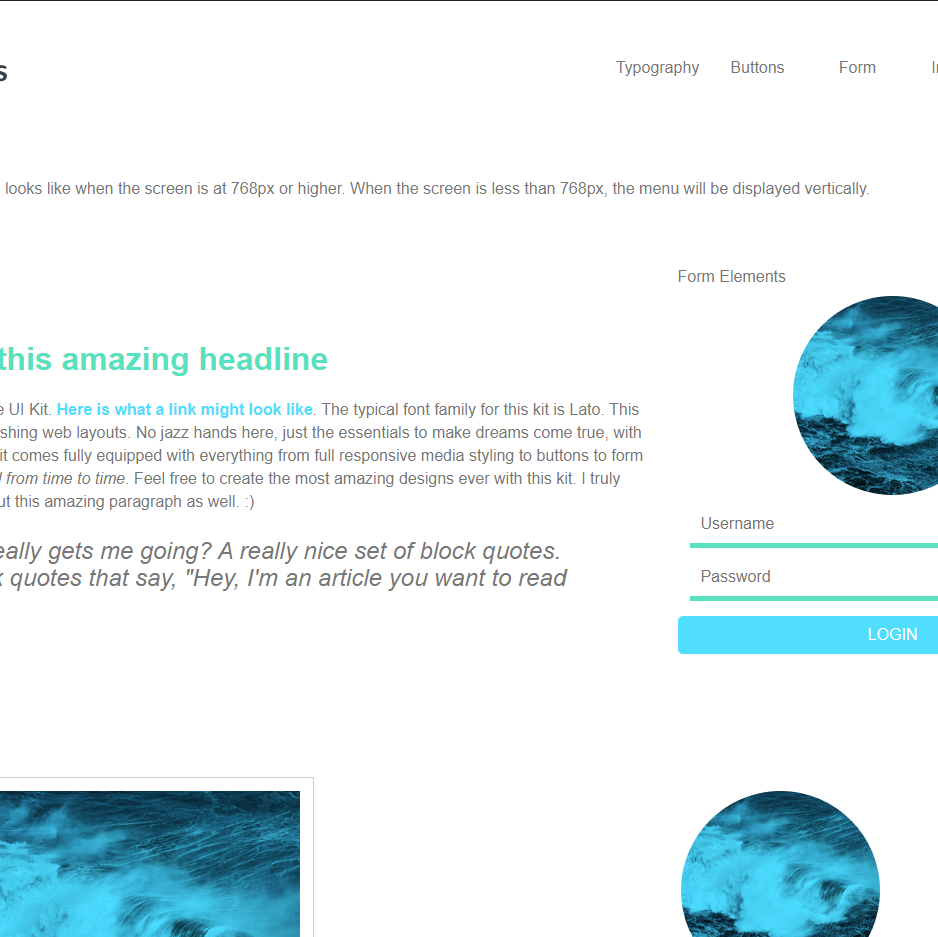 Typography Buttons Form
looks like when the screen is at 768px or higher. When the screen is less than 768px, the menu will be displayed vertically.
Form Elements
this amazing headline
UI Kit. Here is what a link might look like. The typical font family for this kit is Lato. This
shing web layouts. No jazz hands here, just the essentials to make dreams come true, with
it comes fully equipped with everything from full responsive media styling to buttons to form
from time to time. Feel free to create the most amazing designs ever with this kit. I truly
ut this amazing paragraph as well. :)
eally gets me going? A really nice set of block quotes.
quotes that say, "Hey, I'm an article you want to read
Username
Password
LOGIN